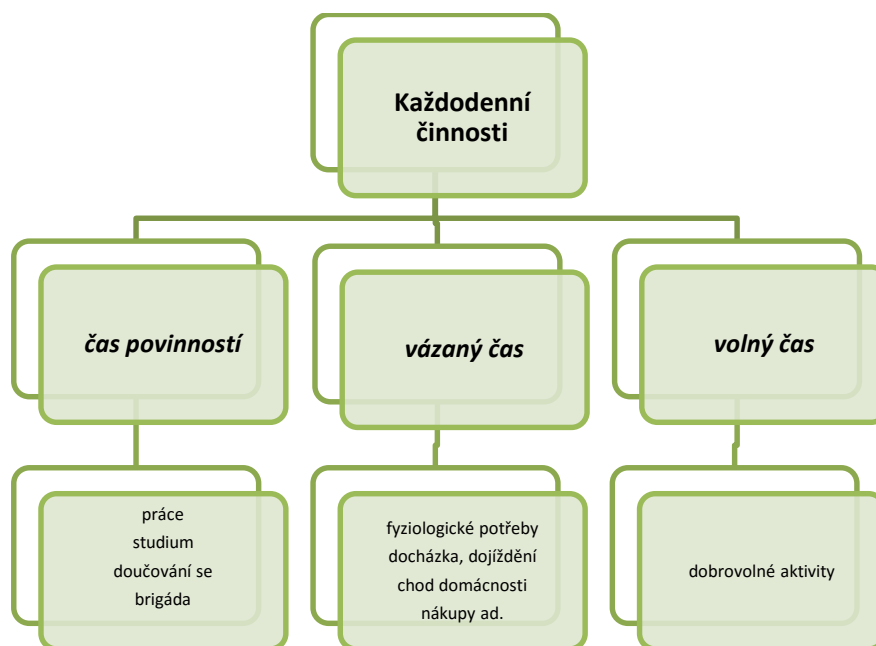 Každodenní
činnosti
čas povinností
vázaný čas
volný čas
práce
studium
doučování se
brigáda
fyziologické potřeby
docházka, dojíždění
chod domácnosti
nákupy ad.
dobrovolné aktivity